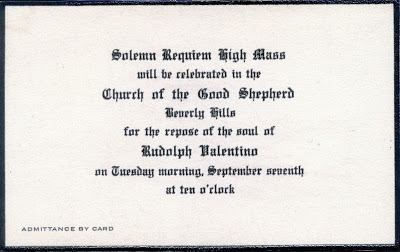 Solemn Requiem High Mass
will be celebrated in the
Church of the Good Shepherd
Beverly Hills
for the repose of the soul of
Rudolph Valentino
on Tuesday morning, September seventh
at ten o'clock
ADMITTANCE BY CARD